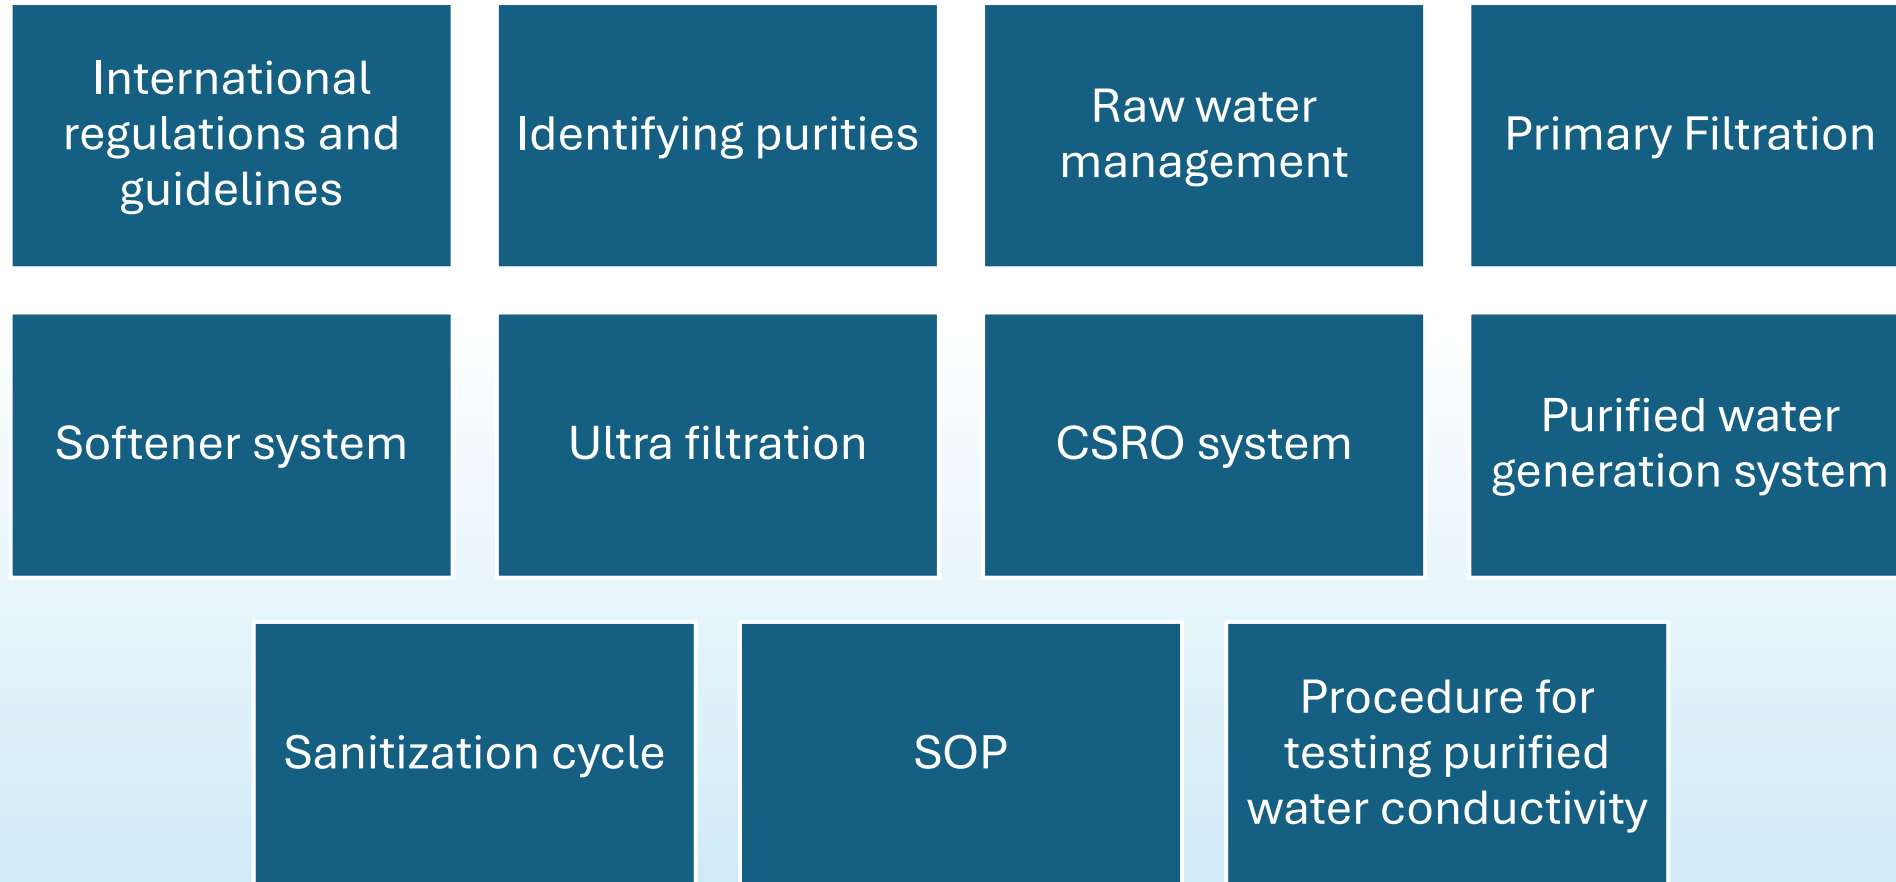 International
regulations and
guidelines
Identifying purities
Raw water
management
Primary Filtration
Softener system
Ultra filtration
CSRO system
Purified water
generation system
Sanitization cycle
SOP
Procedure for
testing purified
water conductivity